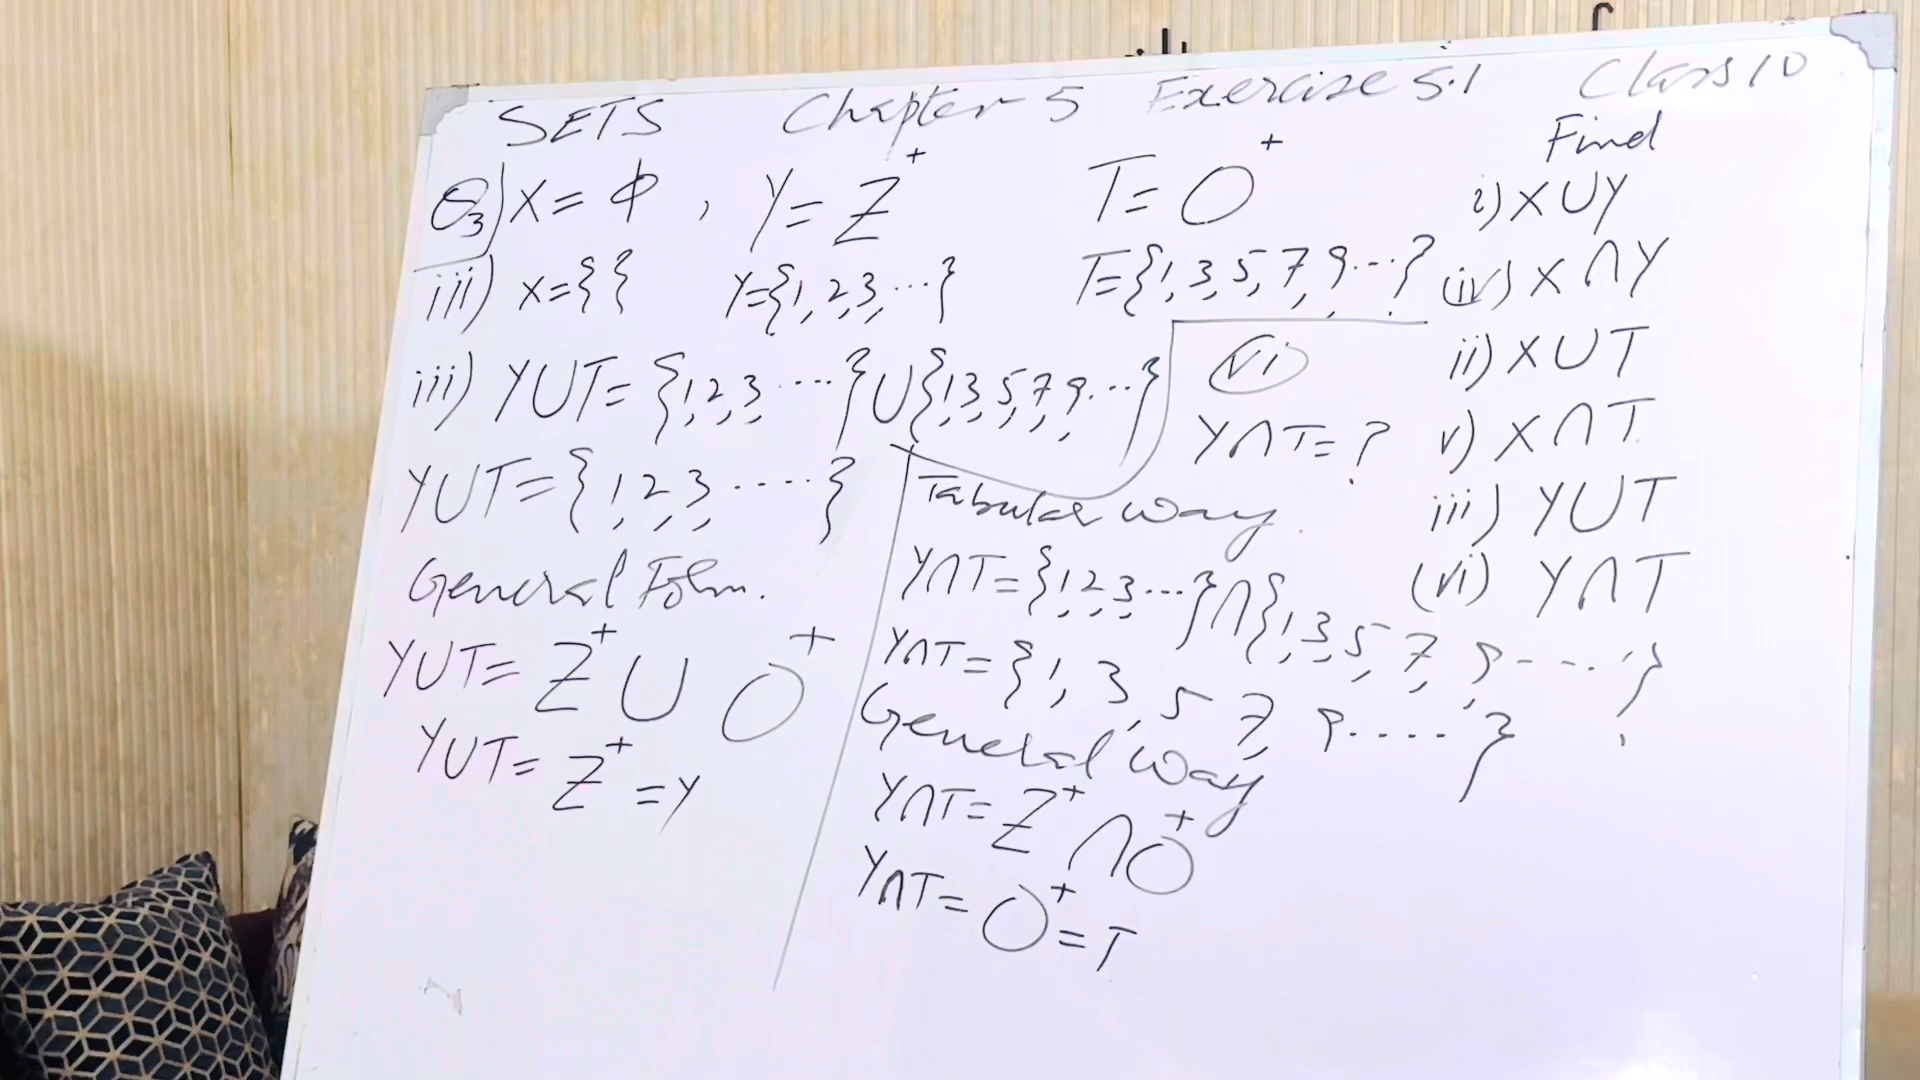 SETS Chapter 5 Exercise 5.1 Class 10
Find
Q3) X = ϕ , Y = Z⁺ T = O⁺ i) X∪Y
iii) X = { { Y = {1, 2, 3, ...} T = {1, 3, 5, 7, 9...} (iv) X∩Y
iii) Y∪T = {1, 2, 3, ....} ∪ {1, 3, 5, 7, 9...} (vi) ii) X∪T
Y∩T = ? v) X∩T
Y∪T = {1, 2, 3 ....}
General Form.
Y∪T = Z⁺ ∪ O⁺
Y∪T = Z⁺ = Y
Tabular way. iii) Y∪T
Y∩T = {1, 2, 3...} ∩ {1, 3, 5, 7, 9----} (vi) Y∩T
Y∩T = {1, 3, 5 7, 9.....}
General way
Y∩T = Z⁺ ∩ O⁺
Y∩T = O⁺ = T